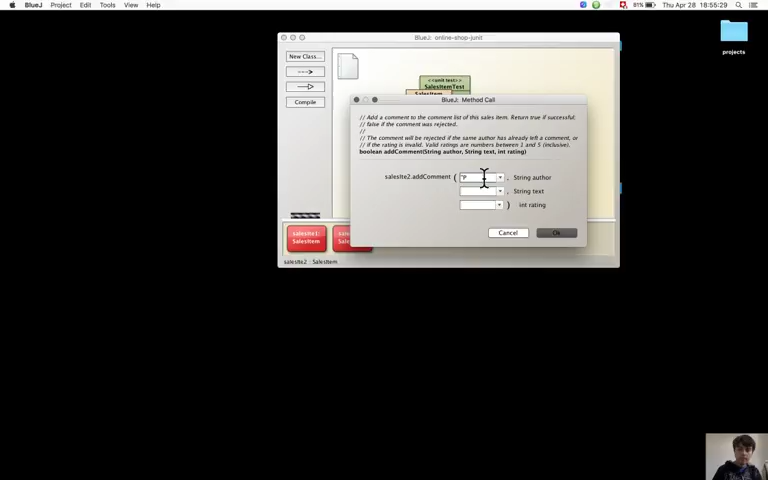 BlueJ Project Edit Tools View Help 81% Thu Apr 28 18:55:29
projects
BlueJ: online-shop-junit
New Class...
Compile
<<unit test>>
SalesItemTest
SalesItem
BlueJ: Method Call
// Add a comment to the comment list of this sales item. Return true if successful;
// false if the comment was rejected.
//
// The comment will be rejected if the same author has already left a comment, or
// if the rating is invalid. Valid ratings are numbers between 1 and 5 (inclusive).
boolean addComment(String author, String text, int rating)
salesIte2.addComment ( "P , String author
, String text
) int rating
Cancel Ok
salesIte1:
SalesItem
salesIte2 : SalesItem